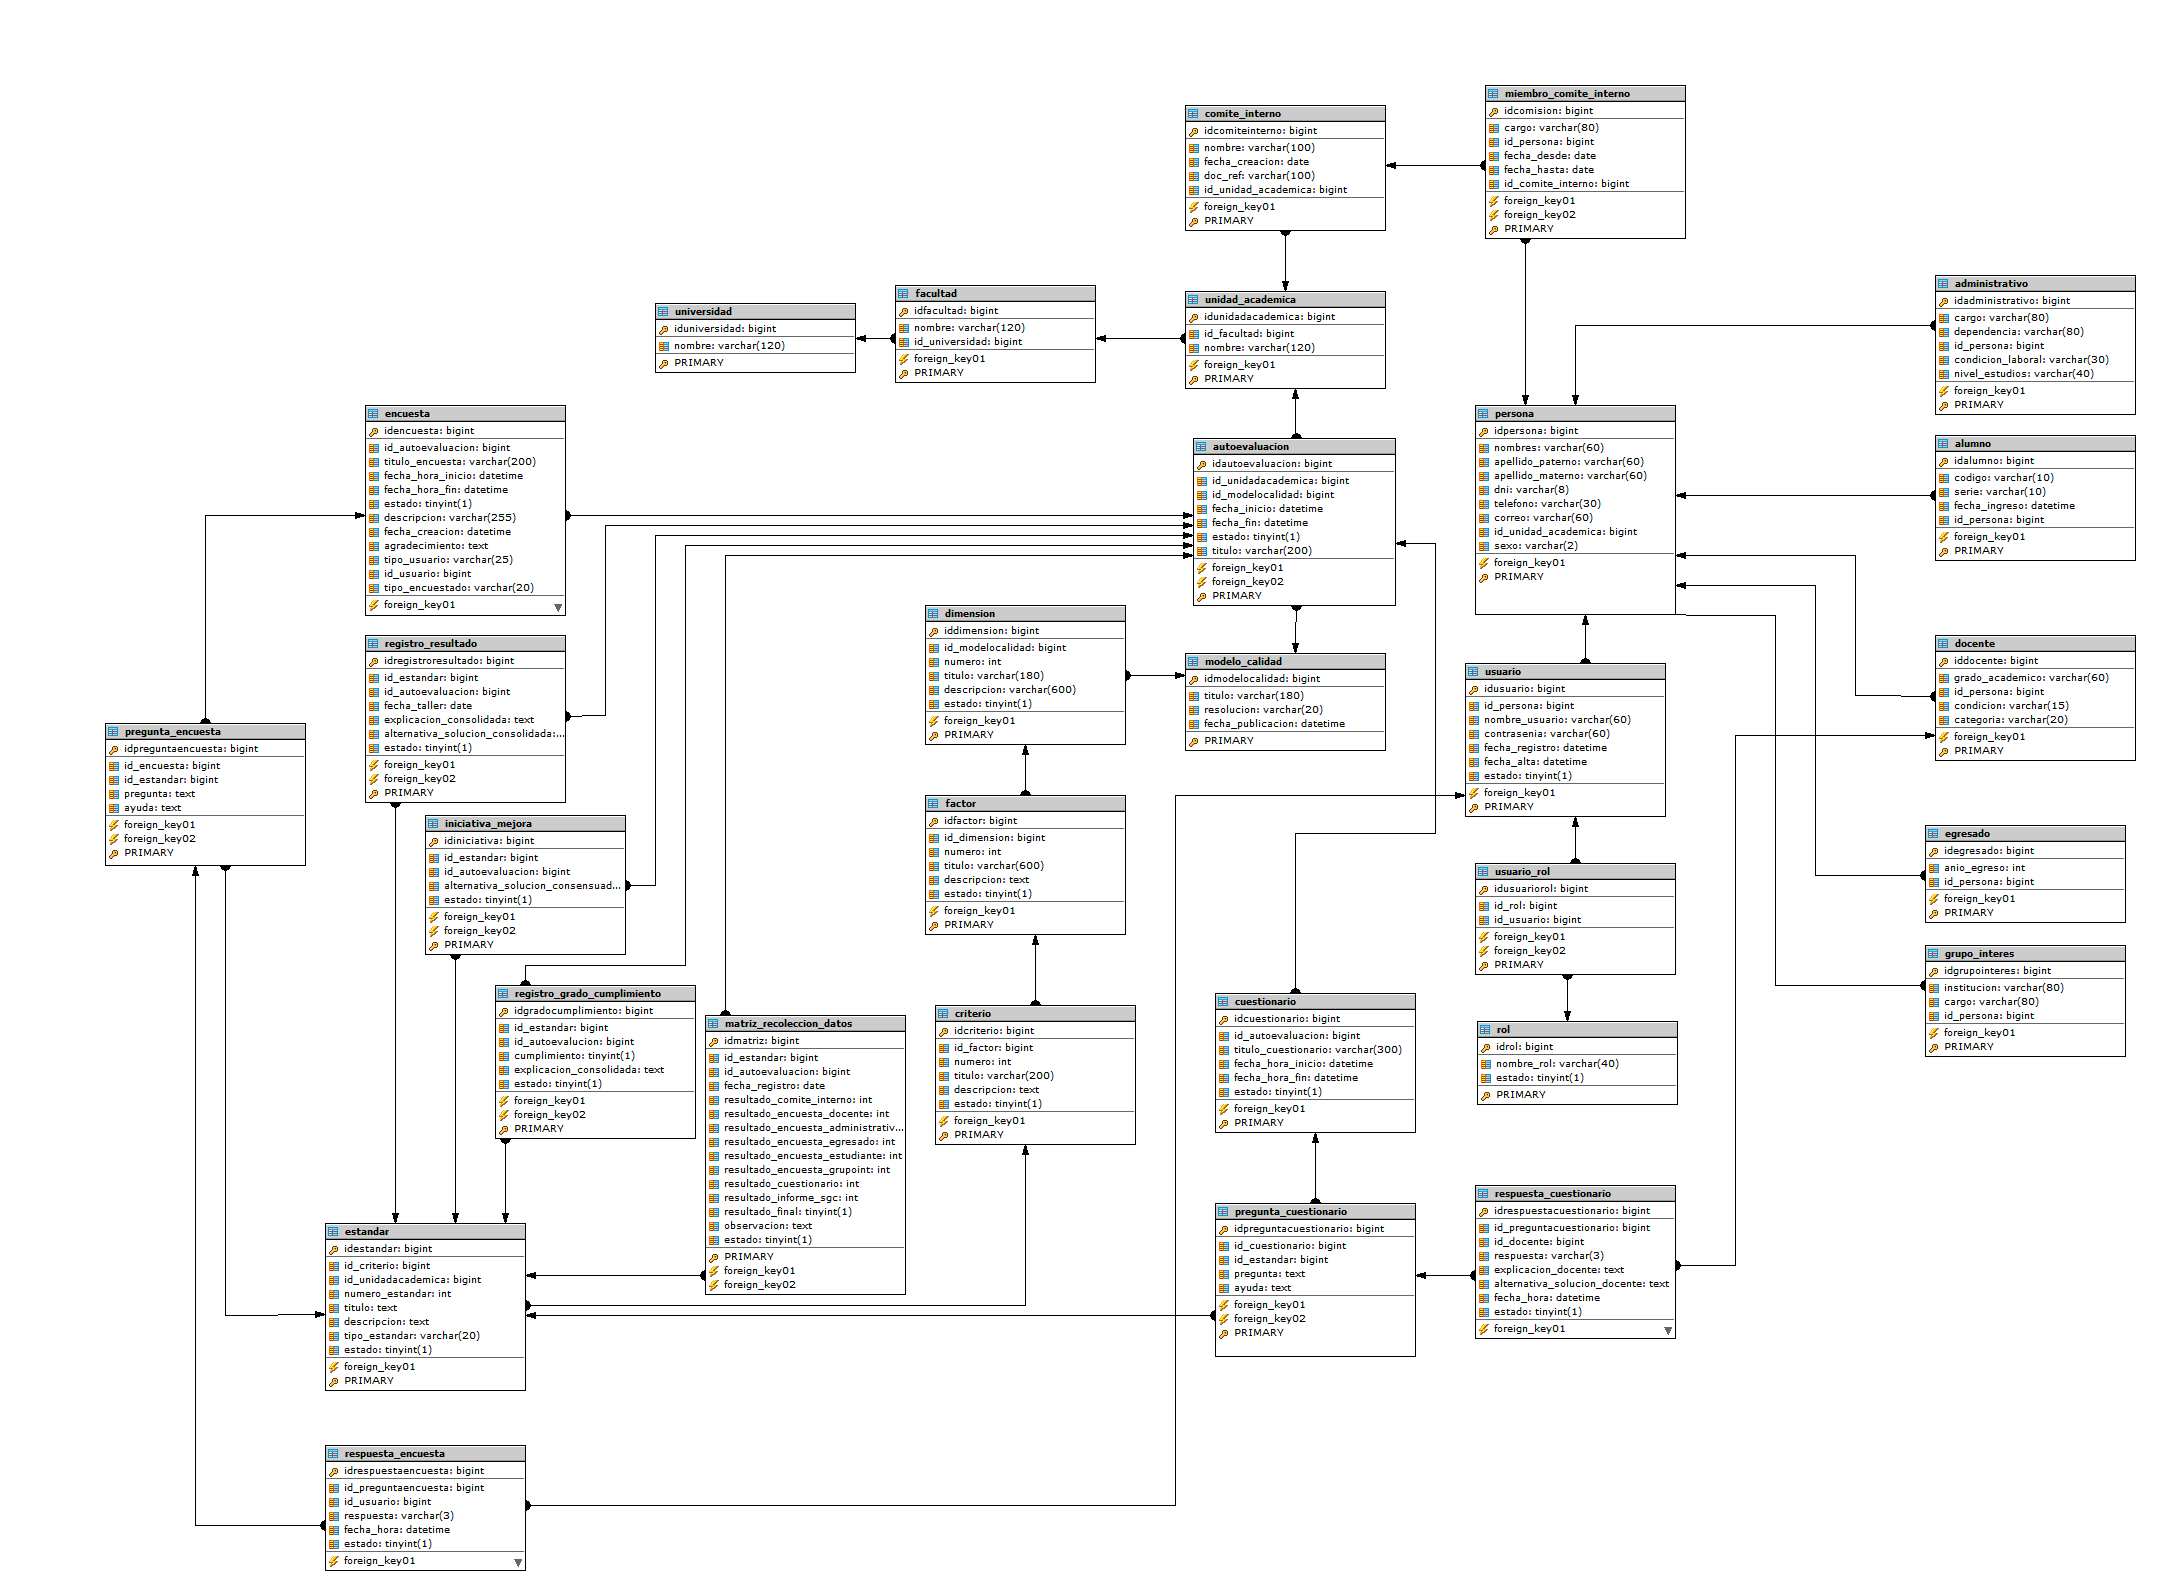 miembro_comite_interno
idcomision: bigint
cargo: varchar(80)
id_persona: bigint
fecha_desde: date
fecha_hasta: date
id_comite_interno: bigint
foreign_key01
foreign_key02
PRIMARY
comite_interno
idcomiteinterno: bigint
nombre: varchar(100)
fecha_creacion: date
doc_ref: varchar(100)
id_unidad_academica: bigint
foreign_key01
PRIMARY
administrativo
idadministrativo: bigint
cargo: varchar(80)
dependencia: varchar(80)
id_persona: bigint
condicion_laboral: varchar(30)
nivel_estudios: varchar(40)
foreign_key01
PRIMARY
facultad
idfacultad: bigint
nombre: varchar(120)
id_universidad: bigint
foreign_key01
PRIMARY
unidad_academica
idunidadacademica: bigint
id_facultad: bigint
nombre: varchar(120)
foreign_key01
PRIMARY
universidad
iduniversidad: bigint
nombre: varchar(120)
PRIMARY
encuesta
idencuesta: bigint
id_autoevaluacion: bigint
titulo_encuesta: varchar(200)
fecha_hora_inicio: datetime
fecha_hora_fin: datetime
estado: tinyint(1)
descripcion: varchar(255)
fecha_creacion: datetime
agradecimiento: text
tipo_usuario: varchar(25)
id_usuario: bigint
tipo_encuestado: varchar(20)
foreign_key01
persona
idpersona: bigint
nombres: varchar(60)
apellido_paterno: varchar(60)
apellido_materno: varchar(60)
dni: varchar(8)
telefono: varchar(30)
correo: varchar(60)
id_unidad_academica: bigint
sexo: varchar(2)
foreign_key01
PRIMARY
autoevaluacion
idautoevaluacion: bigint
id_unidadacademica: bigint
id_modelocalidad: bigint
fecha_inicio: datetime
fecha_fin: datetime
estado: tinyint(1)
titulo: varchar(200)
foreign_key01
foreign_key02
PRIMARY
alumno
idalumno: bigint
codigo: varchar(10)
serie: varchar(10)
fecha_ingreso: datetime
id_persona: bigint
foreign_key01
PRIMARY
dimension
iddimension: bigint
id_modelocalidad: bigint
numero: int
titulo: varchar(180)
descripcion: varchar(600)
estado: tinyint(1)
foreign_key01
PRIMARY
registro_resultado
idregistroresultado: bigint
id_estandar: bigint
id_autoevaluacion: bigint
fecha_taller: date
explicacion_consolidada: text
alternativa_solucion_consolidada:...
estado: tinyint(1)
foreign_key01
foreign_key02
PRIMARY
modelo_calidad
idmodelocalidad: bigint
titulo: varchar(180)
resolucion: varchar(20)
fecha_publicacion: datetime
PRIMARY
docente
iddocente: bigint
grado_academico: varchar(60)
id_persona: bigint
condicion: varchar(15)
categoria: varchar(20)
foreign_key01
PRIMARY
usuario
idusuario: bigint
id_persona: bigint
nombre_usuario: varchar(60)
contrasenia: varchar(60)
fecha_registro: datetime
fecha_alta: datetime
estado: tinyint(1)
foreign_key01
PRIMARY
pregunta_encuesta
idpreguntaencuesta: bigint
id_encuesta: bigint
id_estandar: bigint
pregunta: text
ayuda: text
foreign_key01
foreign_key02
PRIMARY
factor
idfactor: bigint
id_dimension: bigint
numero: int
titulo: varchar(600)
descripcion: text
estado: tinyint(1)
foreign_key01
PRIMARY
iniciativa_mejora
idiniciativa: bigint
id_estandar: bigint
id_autoevaluacion: bigint
alternativa_solucion_consensuad...
estado: tinyint(1)
foreign_key01
foreign_key02
PRIMARY
egresado
idegresado: bigint
anio_egreso: int
id_persona: bigint
foreign_key01
PRIMARY
usuario_rol
idusuariorol: bigint
id_rol: bigint
id_usuario: bigint
foreign_key01
foreign_key02
PRIMARY
grupo_interes
idgrupointeres: bigint
institucion: varchar(80)
cargo: varchar(80)
id_persona: bigint
foreign_key01
PRIMARY
registro_grado_cumplimiento
idgradocumplimiento: bigint
id_estandar: bigint
id_autoevalucion: bigint
cumplimiento: tinyint(1)
explicacion_consolidada: text
estado: tinyint(1)
foreign_key01
foreign_key02
PRIMARY
matriz_recoleccion_datos
idmatriz: bigint
id_estandar: bigint
id_autoevaluacion: bigint
fecha_registro: date
resultado_comite_interno: int
resultado_encuesta_docente: int
resultado_encuesta_administrativ...
resultado_encuesta_egresado: int
resultado_encuesta_estudiante: int
resultado_encuesta_grupoint: int
resultado_cuestionario: int
resultado_informe_sgc: int
resultado_final: tinyint(1)
observacion: text
estado: tinyint(1)
PRIMARY
foreign_key01
foreign_key02
criterio
idcriterio: bigint
id_factor: bigint
numero: int
titulo: varchar(200)
descripcion: text
estado: tinyint(1)
foreign_key01
PRIMARY
cuestionario
idcuestionario: bigint
id_autoevaluacion: bigint
titulo_cuestionario: varchar(300)
fecha_hora_inicio: datetime
fecha_hora_fin: datetime
estado: tinyint(1)
foreign_key01
PRIMARY
rol
idrol: bigint
nombre_rol: varchar(40)
estado: tinyint(1)
PRIMARY
respuesta_cuestionario
idrespuestacuestionario: bigint
id_preguntacuestionario: bigint
id_docente: bigint
respuesta: varchar(3)
explicacion_docente: text
alternativa_solucion_docente: text
fecha_hora: datetime
estado: tinyint(1)
foreign_key01
pregunta_cuestionario
idpreguntacuestionario: bigint
id_cuestionario: bigint
id_estandar: bigint
pregunta: text
ayuda: text
foreign_key01
foreign_key02
PRIMARY
estandar
idestandar: bigint
id_criterio: bigint
id_unidadacademica: bigint
numero_estandar: int
titulo: text
descripcion: text
tipo_estandar: varchar(20)
estado: tinyint(1)
foreign_key01
PRIMARY
respuesta_encuesta
idrespuestaencuesta: bigint
id_preguntaencuesta: bigint
id_usuario: bigint
respuesta: varchar(3)
fecha_hora: datetime
estado: tinyint(1)
foreign_key01